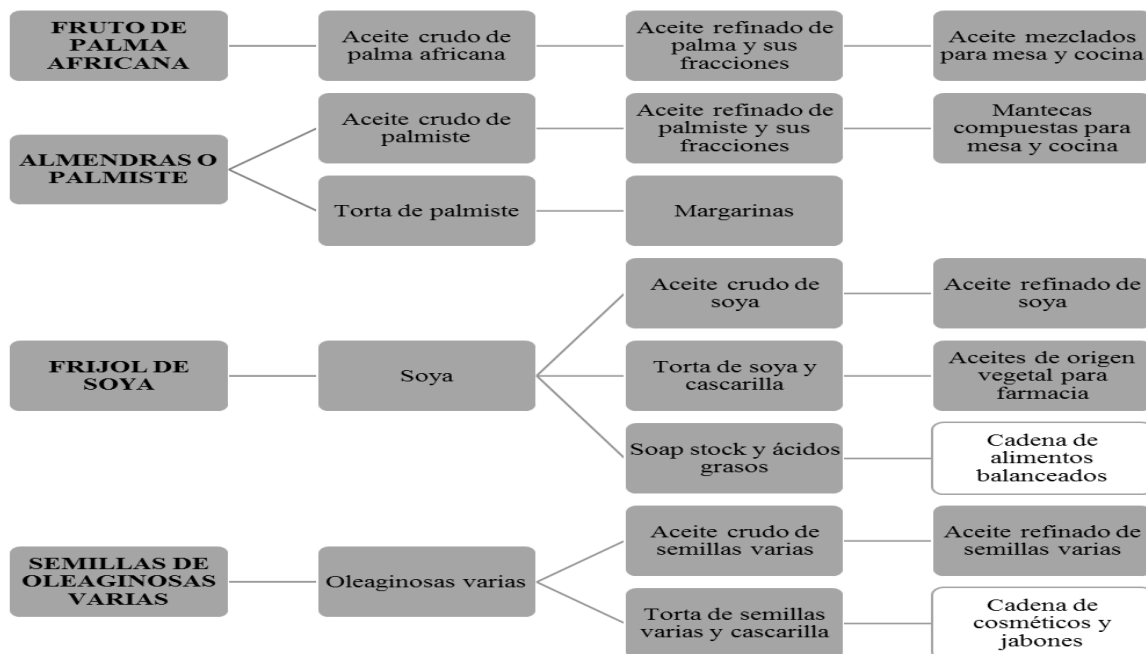 FRUTO DE
PALMA
AFRICANA
Aceite crudo de
palma africana
Aceite refinado de
palma y sus
fracciones
Aceite mezclados
para mesa y cocina
ALMENDRAS O
PALMISTE
Aceite crudo de
palmiste
Aceite refinado de
palmiste y sus
fracciones
Mantecas
compuestas para
mesa y cocina
Torta de palmiste
Margarinas
FRIJOL DE
SOYA
Soya
Aceite crudo de
soya
Aceite refinado de
soya
Torta de soya y
cascarilla
Aceites de origen
vegetal para
farmacia
Soap stock y ácidos
grasos
Cadena de
alimentos
balanceados
SEMILLAS DE
OLEAGINOSAS
VARIAS
Oleaginosas varias
Aceite crudo de
semillas varias
Aceite refinado de
semillas varias
Torta de semillas
varias y cascarilla
Cadena de
cosméticos y
jabones